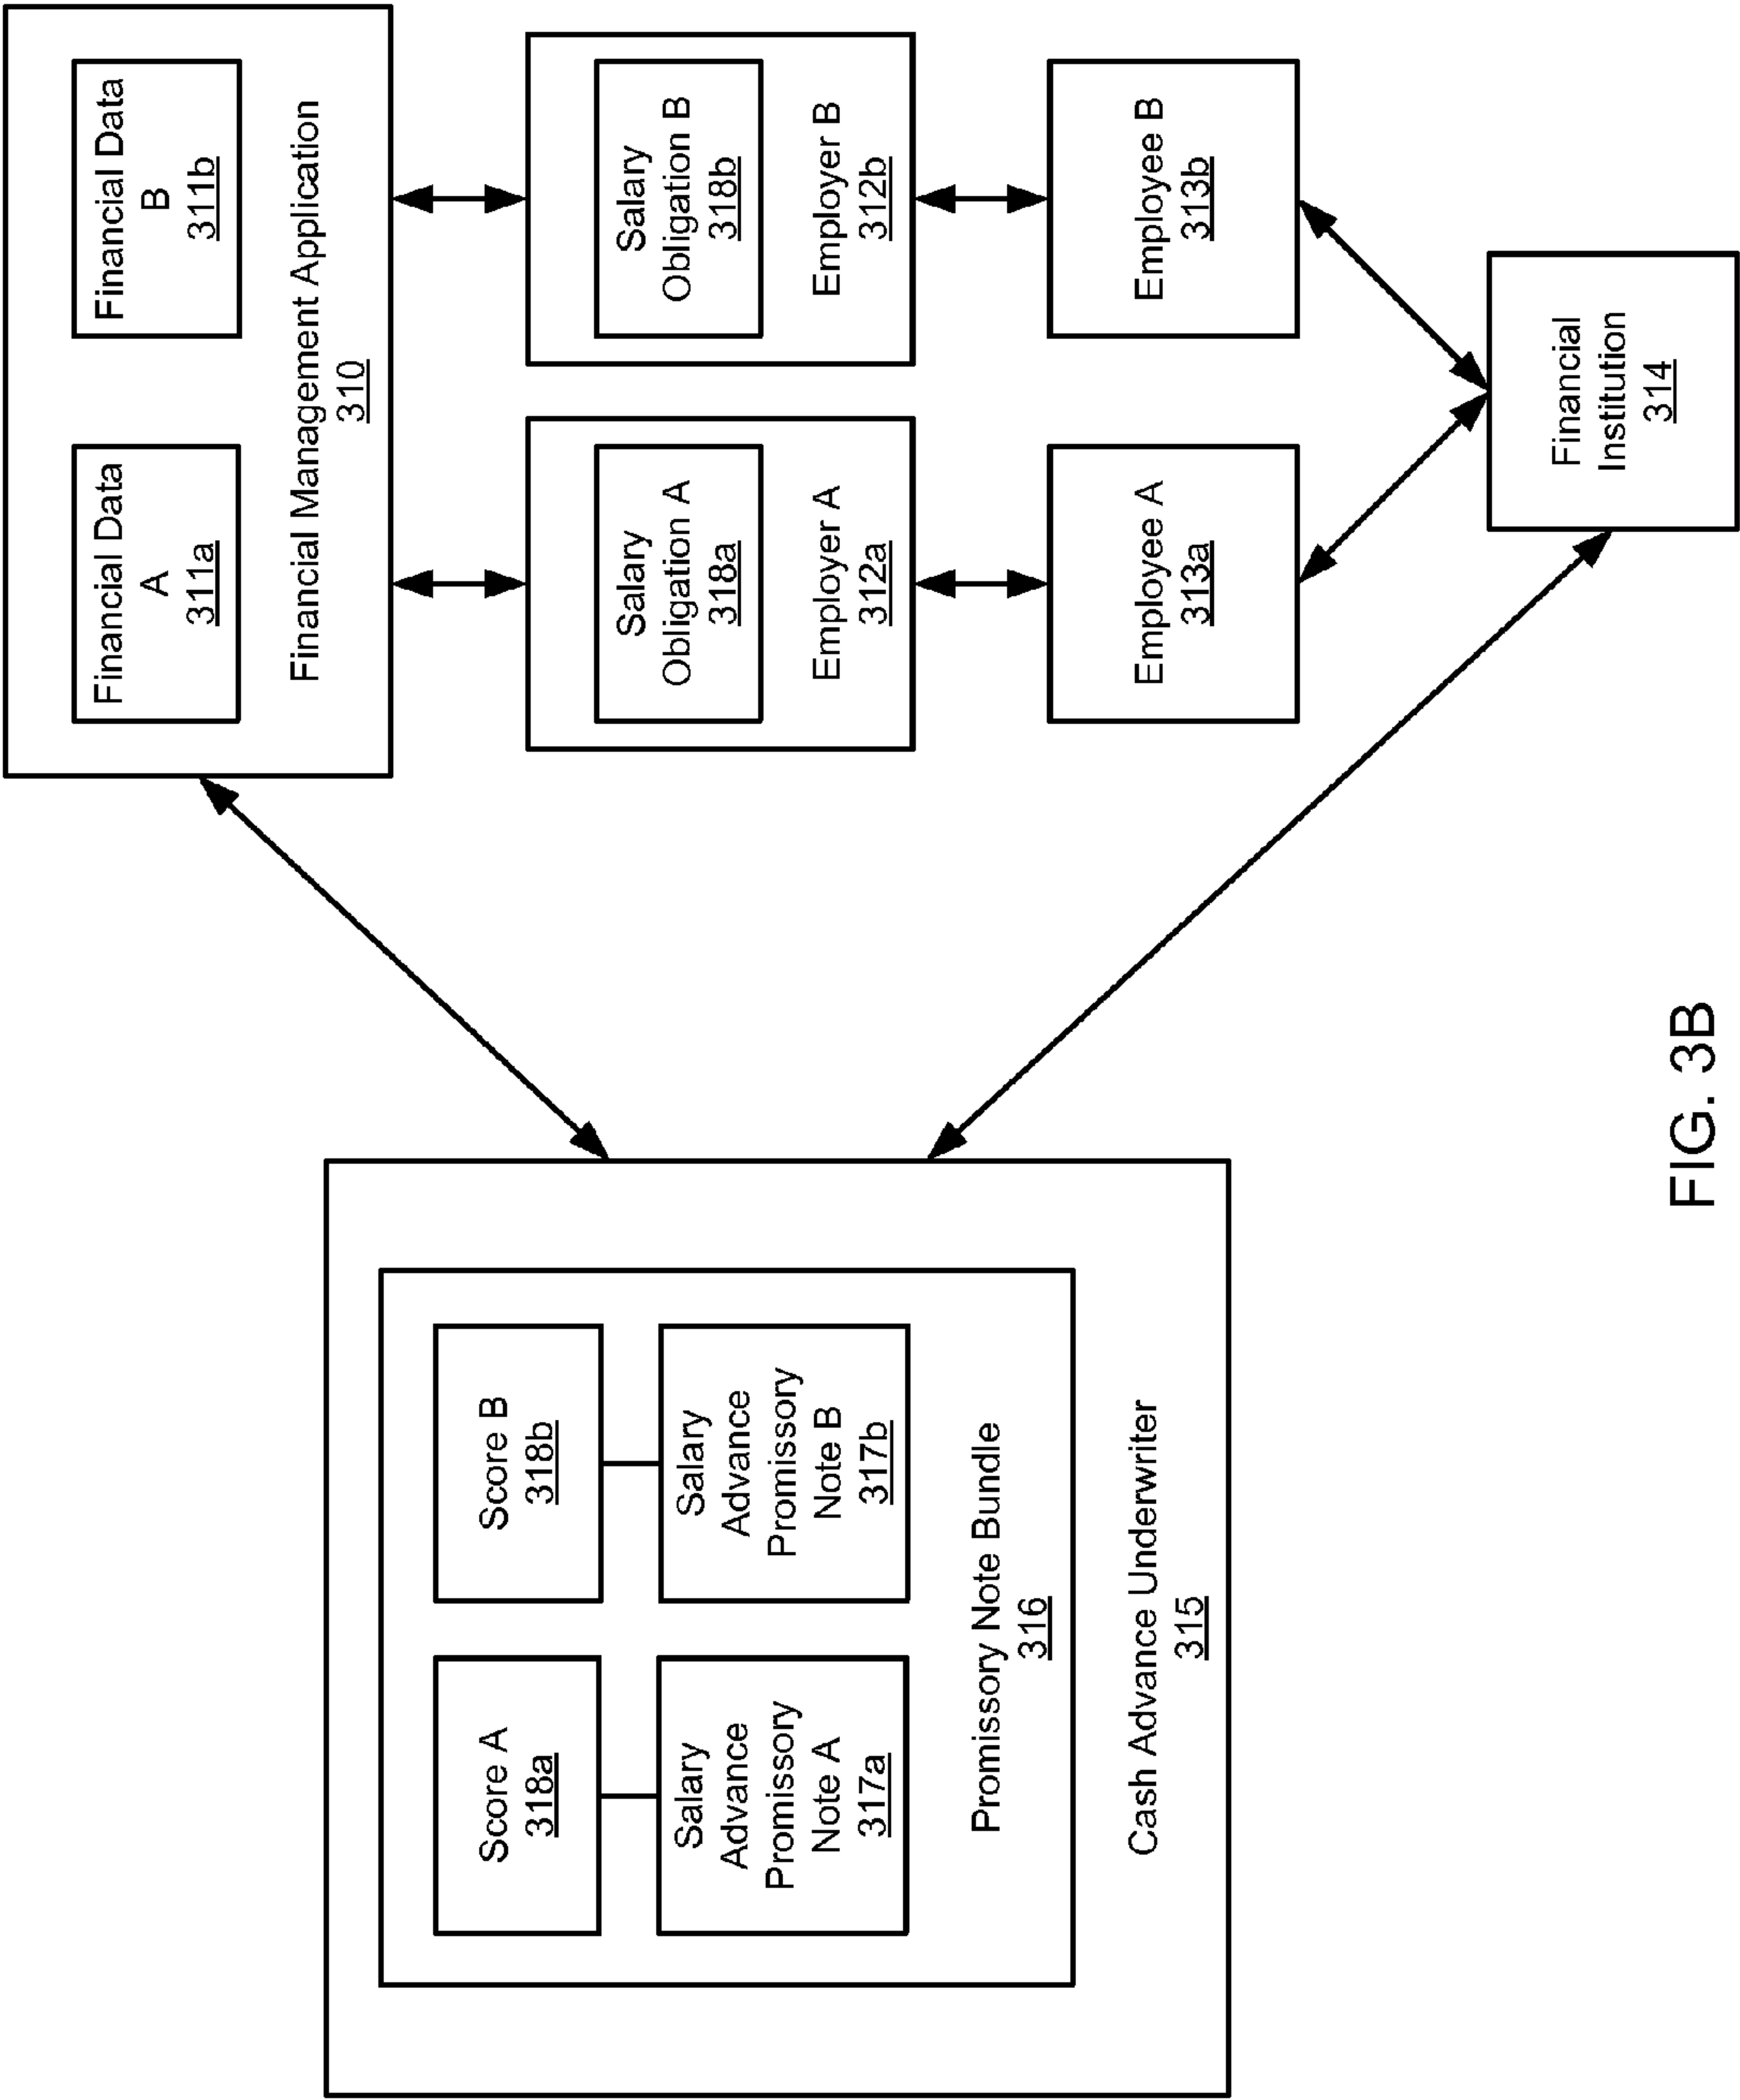 Score A
318a
Score B
318b
Salary
Advance
Promissory
Note A
317a
Salary
Advance
Promissory
Note B
317b
Promissory Note Bundle
316
Cash Advance Underwriter
315
Financial Data
A
311a
Financial Data
B
311b
Financial Management Application
310
Salary
Obligation A
318a
Employer A
312a
Salary
Obligation B
318b
Employer B
312b
Employee A
313a
Employee B
313b
Financial
Institution
314
FIG. 3B